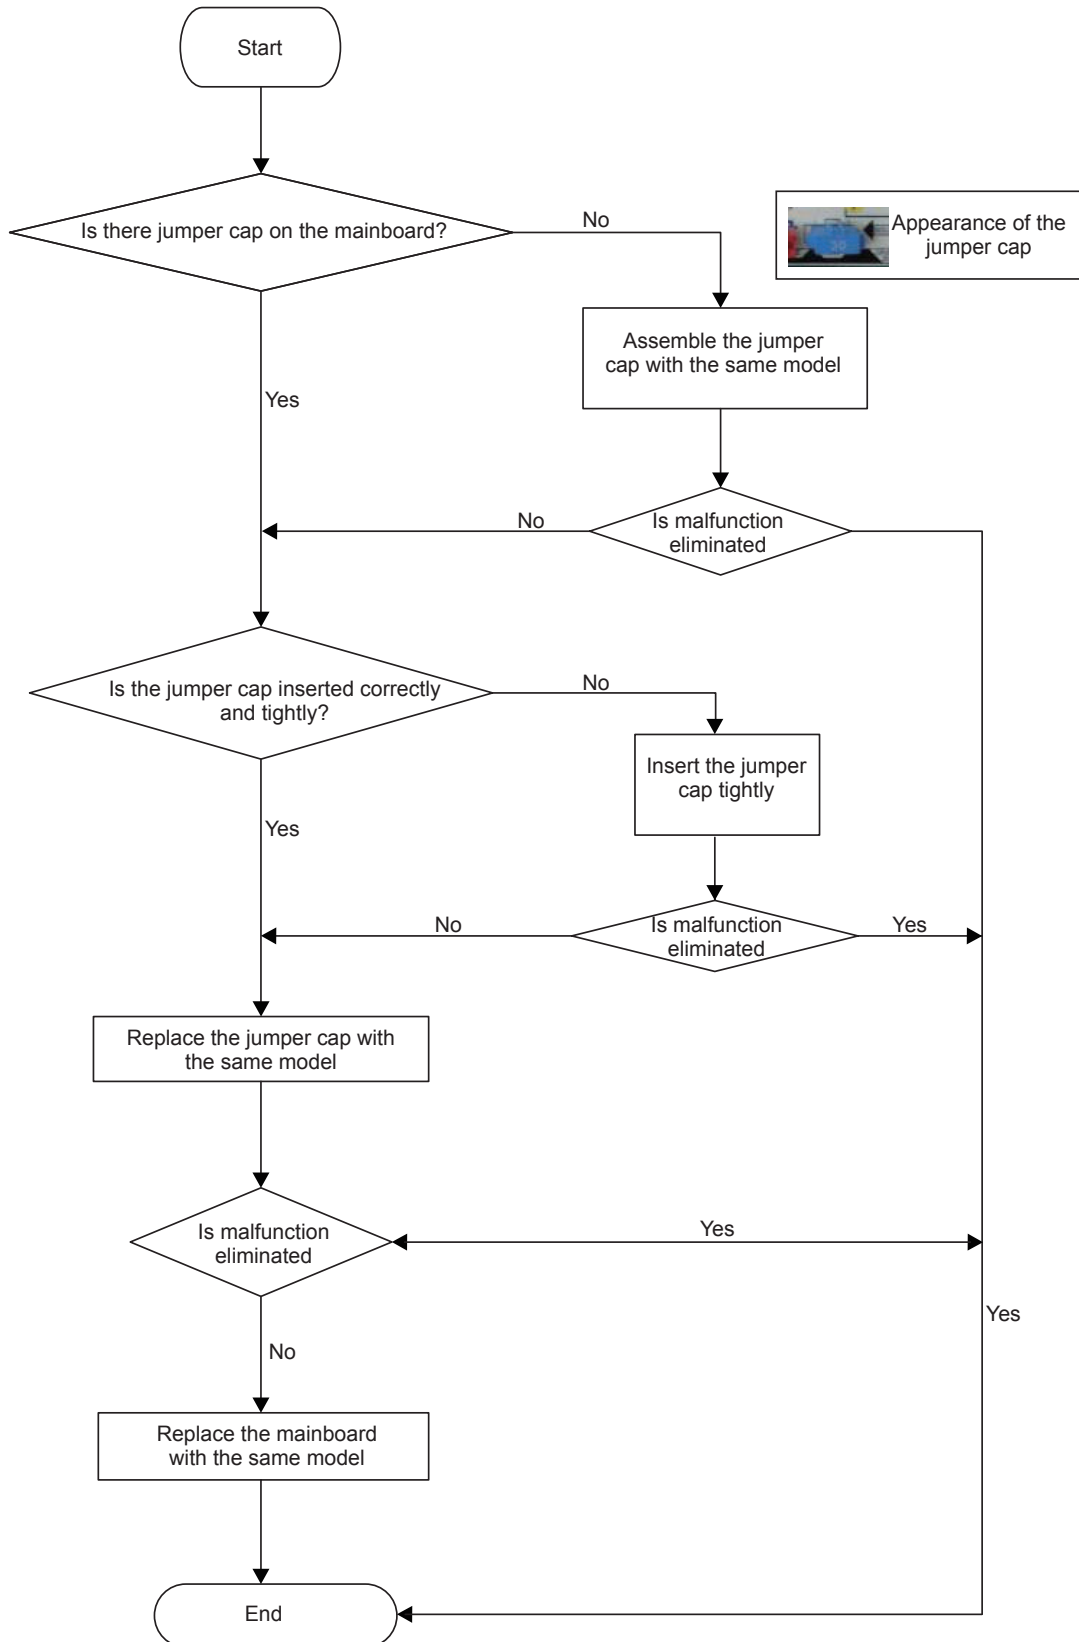 Start
Is there jumper cap on the mainboard?
No
Appearance of the
jumper cap
Assemble the jumper
cap with the same model
Yes
No
Is malfunction
eliminated
Is the jumper cap inserted correctly
and tightly?
No
Insert the jumper
cap tightly
Yes
No
Is malfunction
eliminated
Yes
Replace the jumper cap with
the same model
Is malfunction
eliminated
Yes
Yes
No
Replace the mainboard
with the same model
End